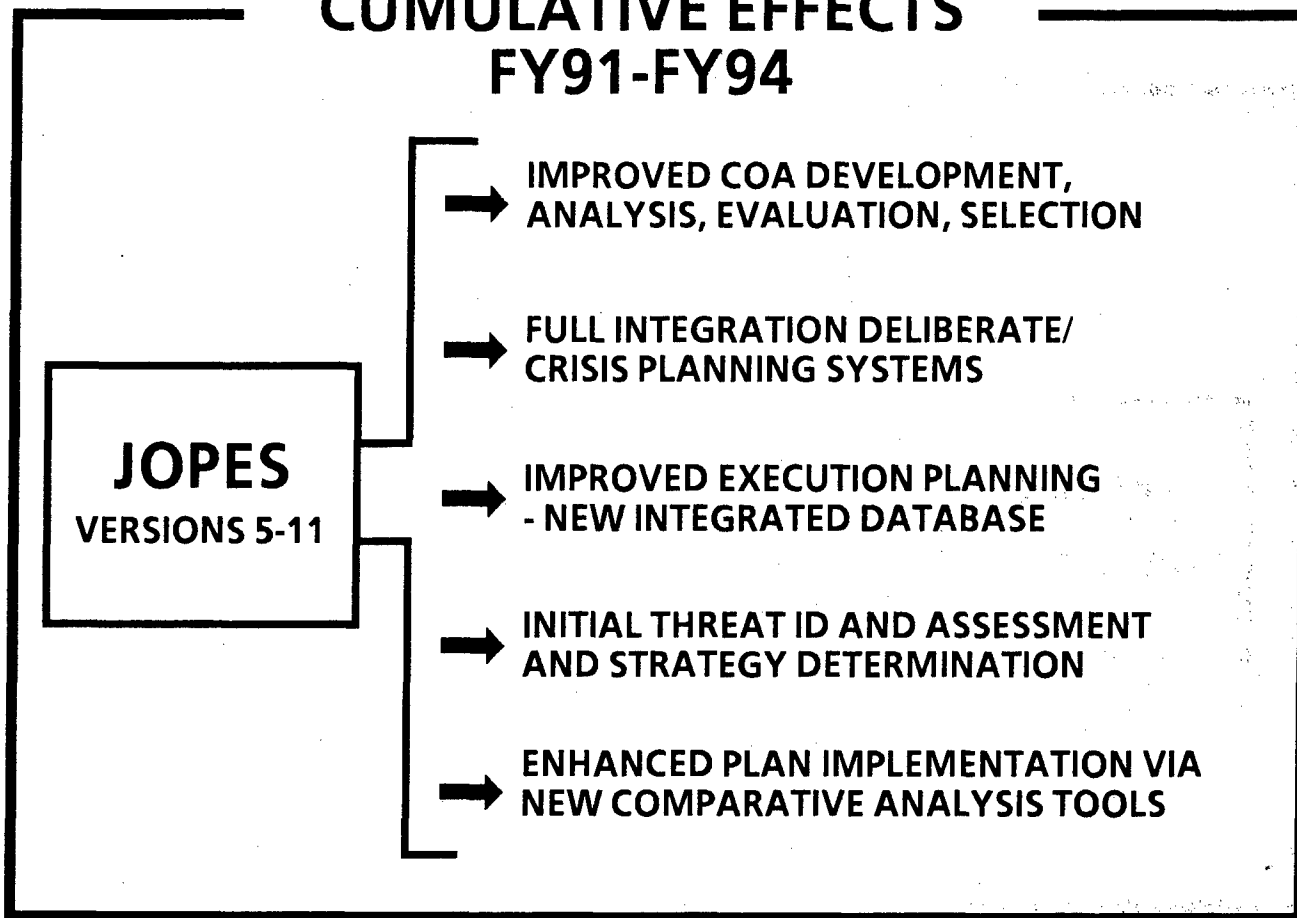 CUMULATIVE EFFECTS
FY91-FY94
JOPES
VERSIONS 5-11
IMPROVED COA DEVELOPMENT,
ANALYSIS, EVALUATION, SELECTION
FULL INTEGRATION DELIBERATE/
CRISIS PLANNING SYSTEMS
IMPROVED EXECUTION PLANNING
- NEW INTEGRATED DATABASE
INITIAL THREAT ID AND ASSESSMENT
AND STRATEGY DETERMINATION
ENHANCED PLAN IMPLEMENTATION VIA
NEW COMPARATIVE ANALYSIS TOOLS